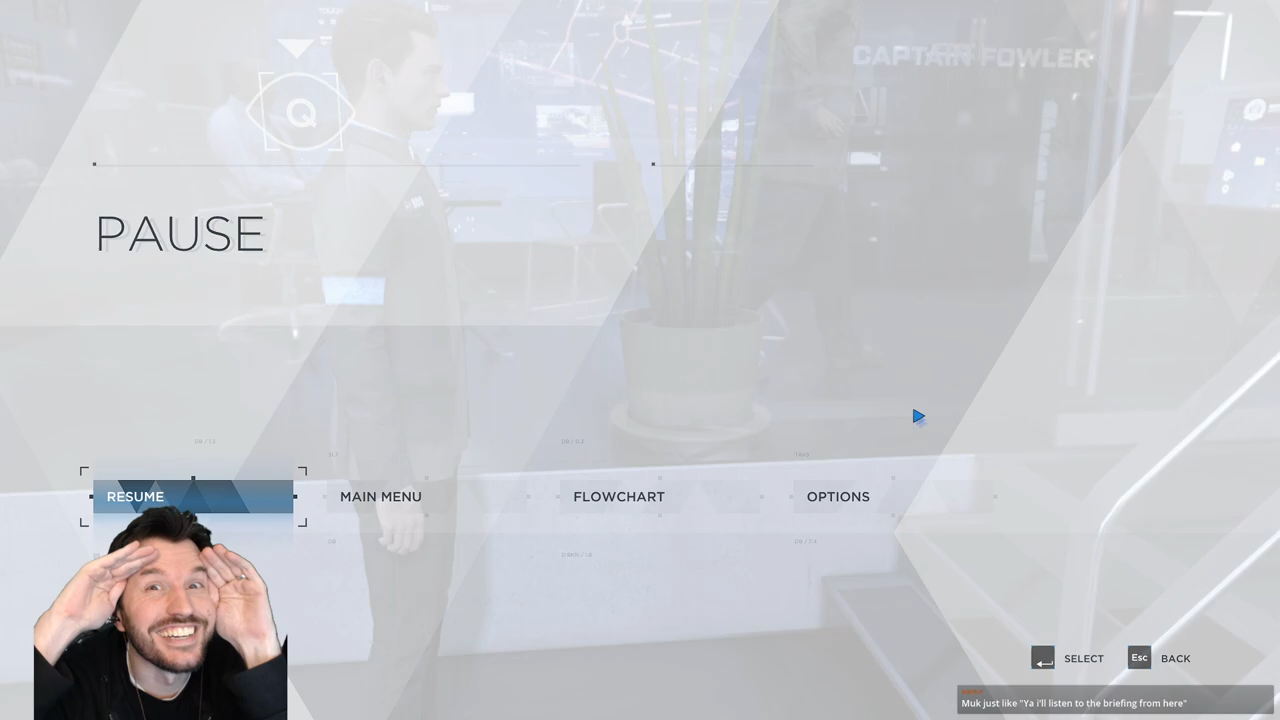 Q
CAPTAIN FOWLER
PAUSE
RESUME
MAIN MENU
FLOWCHART
OPTIONS
SELECT
Esc
BACK
Muk just like "Ya i'll listen to the briefing from here"